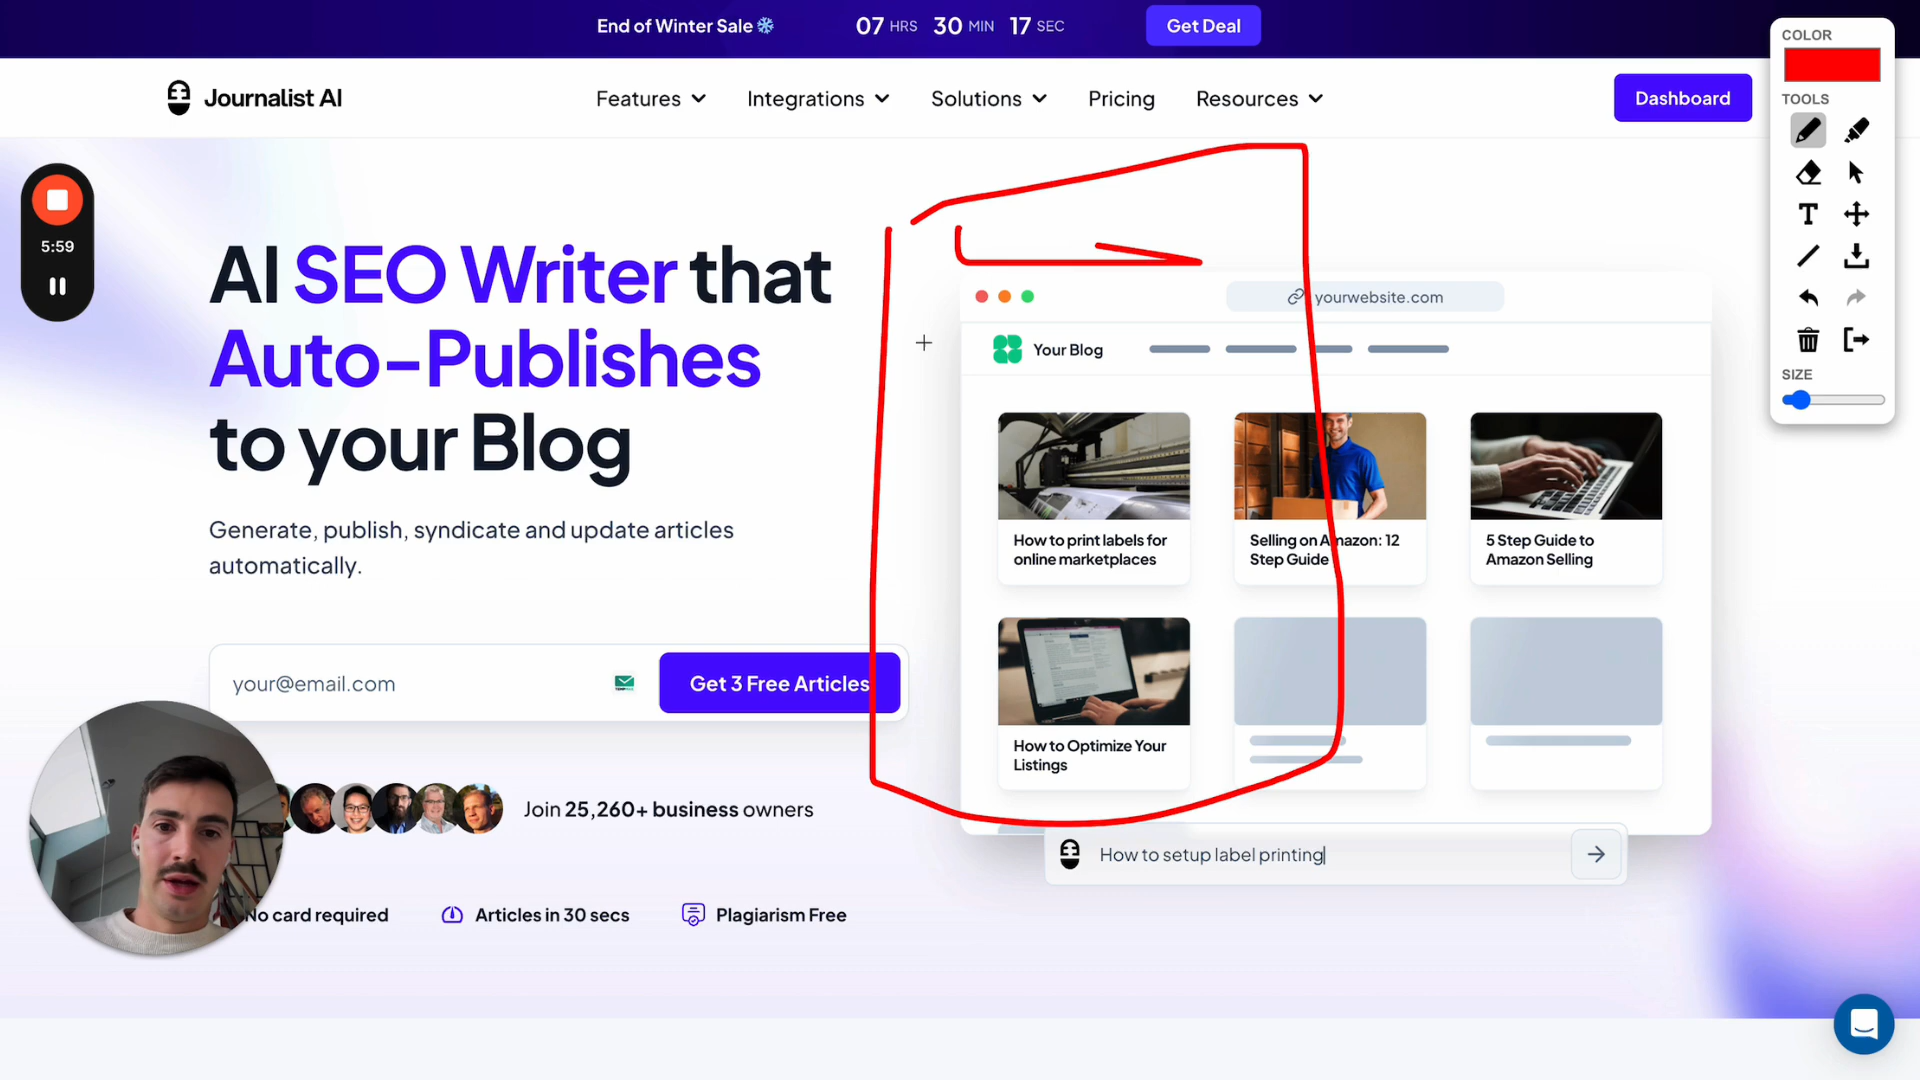 End of Winter Sale
07 HRS 30 MIN 17 SEC
Get Deal
Journalist AI
Features
Integrations
Solutions
Pricing
Resources
Dashboard
COLOR
TOOLS
T
SIZE
5:59
AI SEO Writer that
Auto-Publishes
to your Blog
Generate, publish, syndicate and update articles
automatically.
your@email.com
Get 3 Free Articles
Join 25,260+ business owners
No card required
Articles in 30 secs
Plagiarism Free
yourwebsite.com
Your Blog
How to print labels for
online marketplaces
Selling on Amazon: 12
Step Guide
5 Step Guide to
Amazon Selling
How to Optimize Your
Listings
How to setup label printing